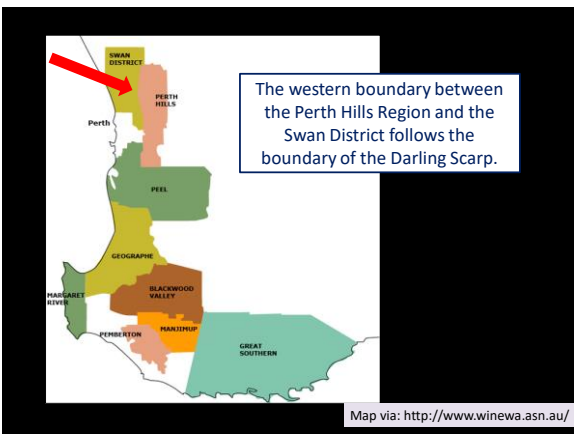 SWAN
DISTRICT
PERTH
HILLS
The western boundary between
the Perth Hills Region and the
Swan District follows the
boundary of the Darling Scarp.
Perth
PEEL
GEOGRAPHE
MARGARET
RIVER
BLACKWOOD
VALLEY
PEMBERTON
MANJIMUP
GREAT
SOUTHERN
Map via: http://www.winewa.asn.au/